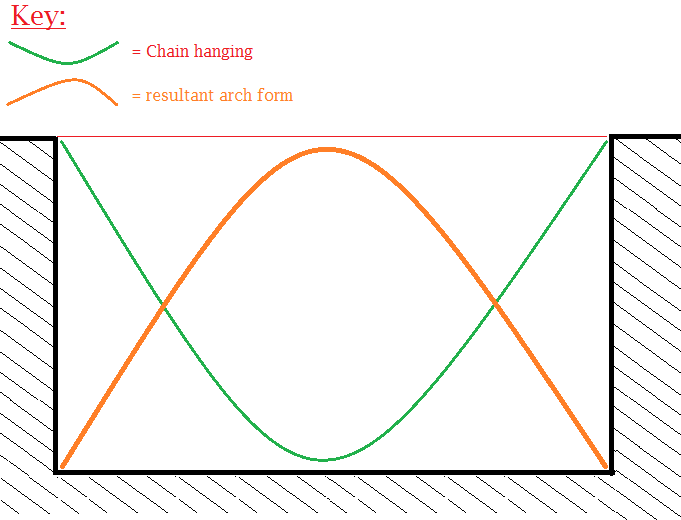 Key:
= Chain hanging
= resultant arch form